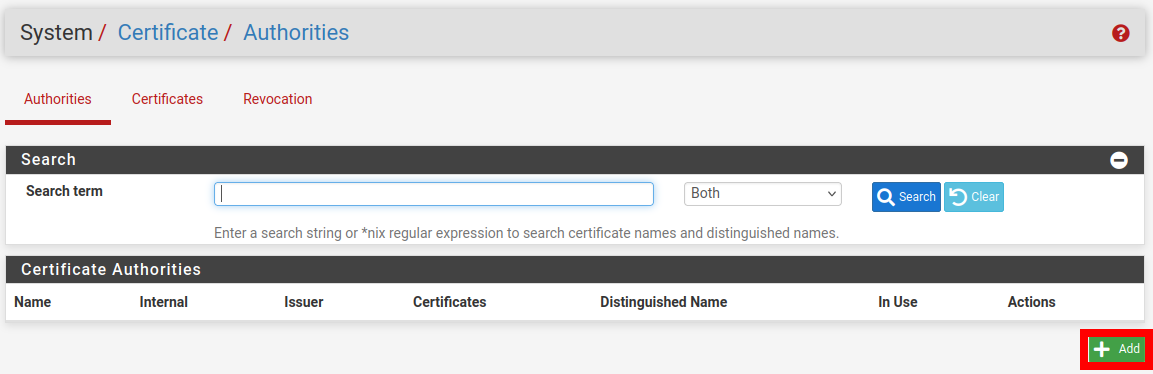 System / Certificate / Authorities
Authorities Certificates Revocation
Search
Search term Both Search Clear
Enter a search string or *nix regular expression to search certificate names and distinguished names.
Certificate Authorities
Name Internal Issuer Certificates Distinguished Name In Use Actions
Add